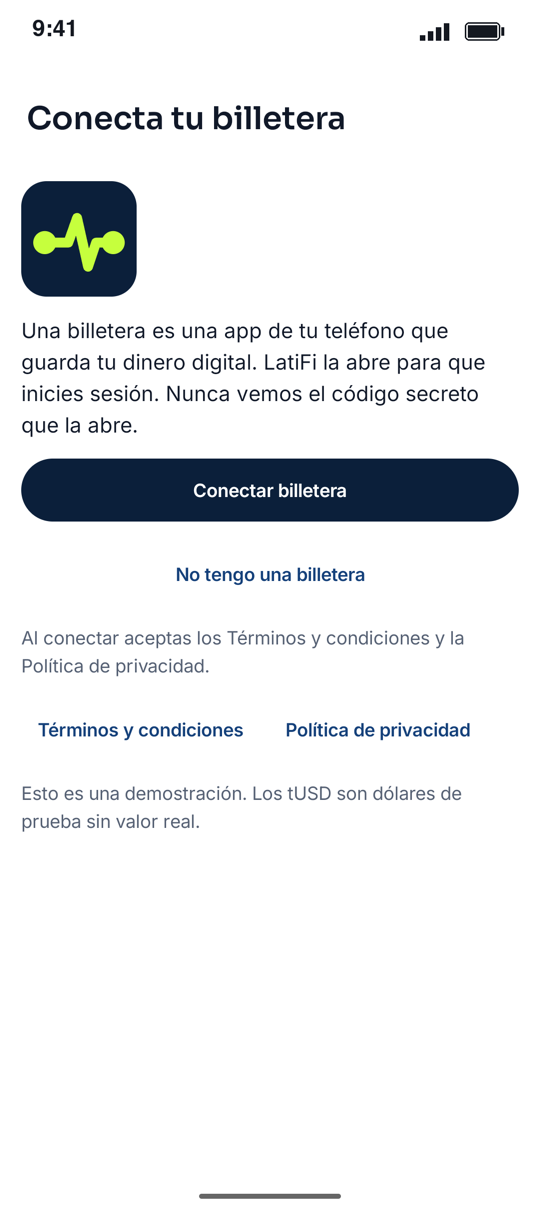 9:41
Conecta tu billetera
Una billetera es una app de tu teléfono que
guarda tu dinero digital. LatiFi la abre para que
inicies sesión. Nunca vemos el código secreto
que la abre.
Conectar billetera
No tengo una billetera
Al conectar aceptas los Términos y condiciones y la
Política de privacidad.
Términos y condiciones Política de privacidad
Esto es una demostración. Los tUSD son dólares de
prueba sin valor real.